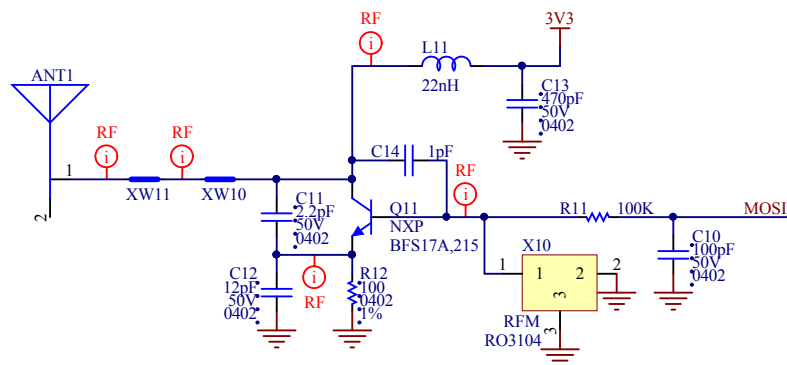 RF
i
3V3
L11
22nH
ANT1
C13
470pF
50V
0402
RF
i
RF
i
C14
1pF
1
XW11
XW10
2
RF
i
C11
2.2pF
50V
0402
Q11
NXP
BFS17A,215
R11
100K
MOSI
C10
100pF
50V
0402
X10
1
1
2
2
3
3
RFM
RO3104
C12
12pF
50V
0402
i
RF
R12
100
0402
1%